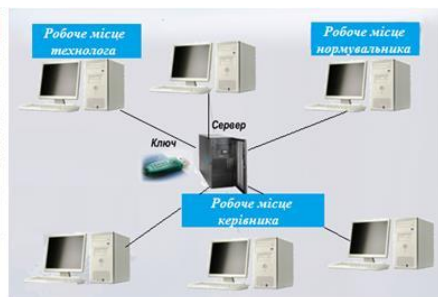 Робоче місце
технолога
Робоче місце
нормувальника
Сервер
Ключ
Робоче місце
керівника